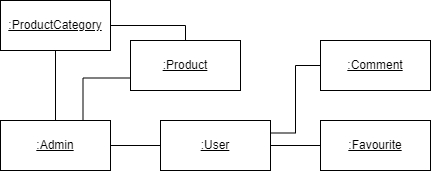 :ProductCategory
:Product
:Comment
:Admin
:User
:Favourite